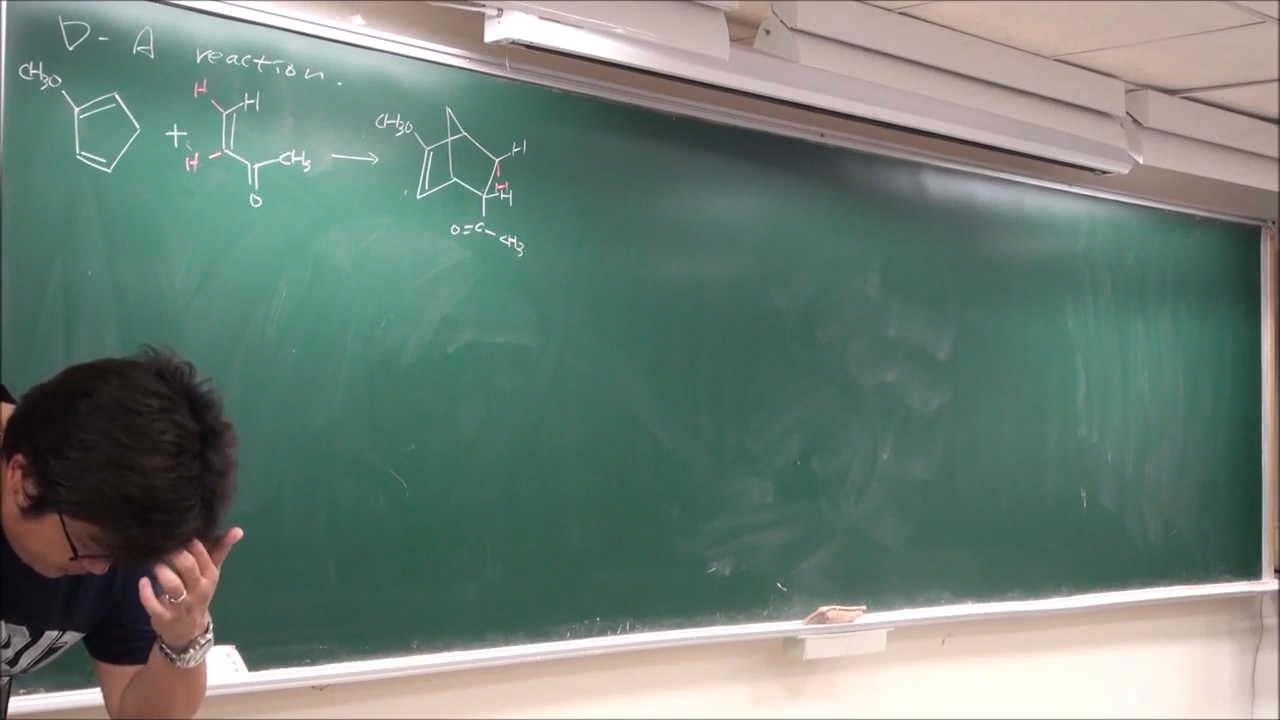 D - A reaction.
CH3O
H
H
+
H
CH3
O
CH3O
H
H
H
O=C-CH3